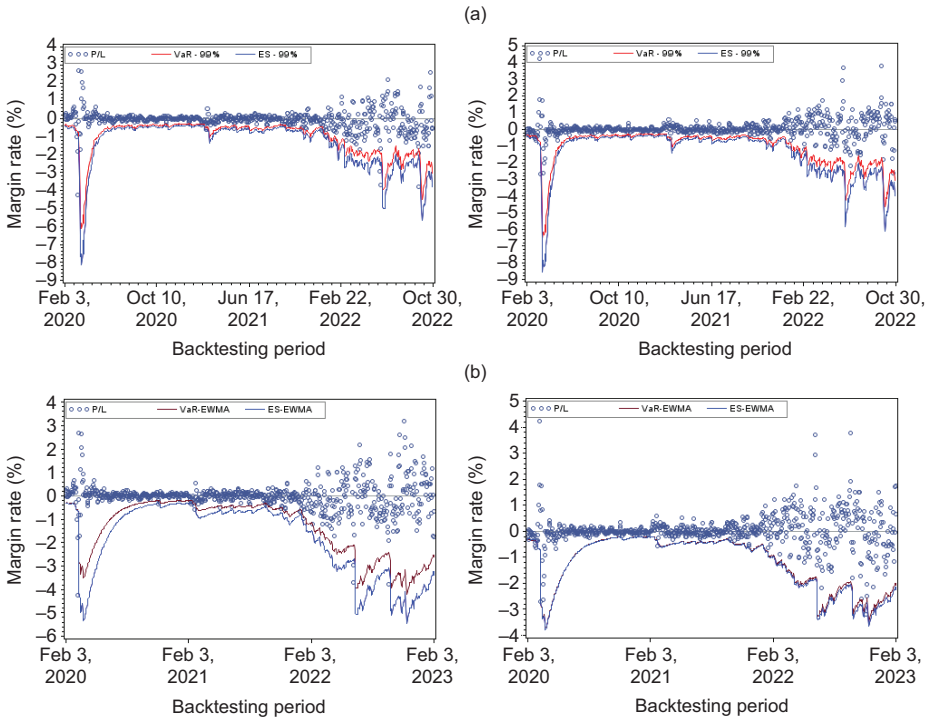 (a)
P/L VaR - 99% ES - 99%
Margin rate (%)
4
3
2
1
0
–1
–2
–3
–4
–5
–6
–7
–8
–9
Feb 3, Oct 10, Jun 17, Feb 22, Oct 30,
2020 2020 2021 2022 2022
Backtesting period
P/L VaR - 99% ES - 99%
Margin rate (%)
5
4
3
2
1
0
–1
–2
–3
–4
–5
–6
–7
–8
–9
Feb 3, Oct 10, Jun 17, Feb 22, Oct 30,
2020 2020 2021 2022 2022
Backtesting period
(b)
P/L VaR-EWMA ES-EWMA
Margin rate (%)
4
3
2
1
0
–1
–2
–3
–4
–5
–6
Feb 3, Feb 3, Feb 3, Feb 3,
2020 2021 2022 2023
Backtesting period
P/L VaR-EWMA ES-EWMA
Margin rate (%)
5
4
3
2
1
0
–1
–2
–3
–4
Feb 3, Feb 3, Feb 3, Feb 3,
2020 2021 2022 2023
Backtesting period